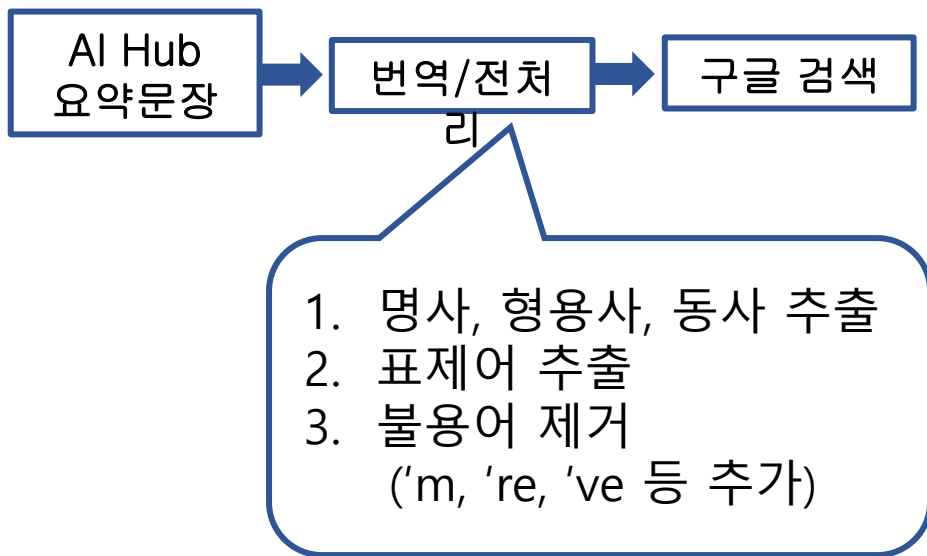 AI Hub
요약문장
번역/전처
리
구글 검색
1. 명사, 형용사, 동사 추출
2. 표제어 추출
3. 불용어 제거
(‘m, ‘re, ‘ve 등 추가)